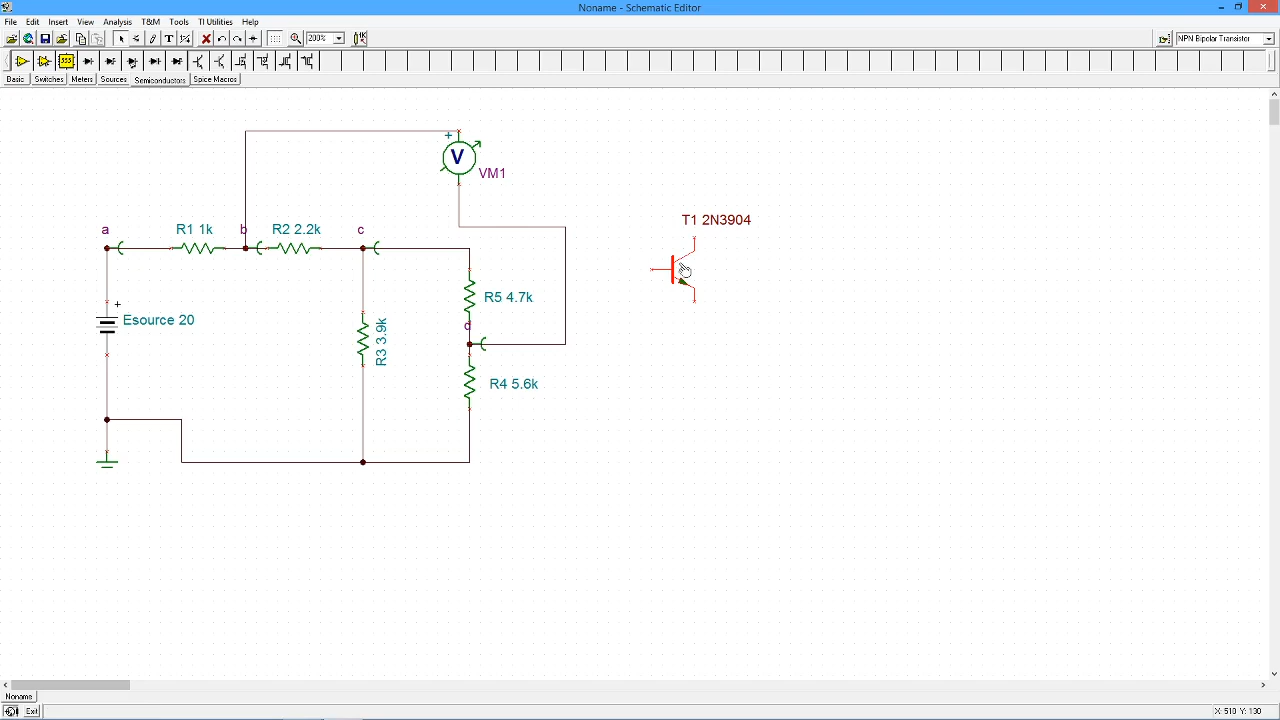 Noname - Schematic Editor
File Edit Insert View Analysis T&M Tools TI Utilities Help
T 200% NPN Bipolar Transistor
555
Basic Switches Meters Sources Semiconductors Spice Macros
+
V
VM1
T1 2N3904
a R1 1k b R2 2.2k c
R5 4.7k
+
Esource 20
R3 3.9k
d
R4 5.6k
Noname
Exit X: 510 Y: 130